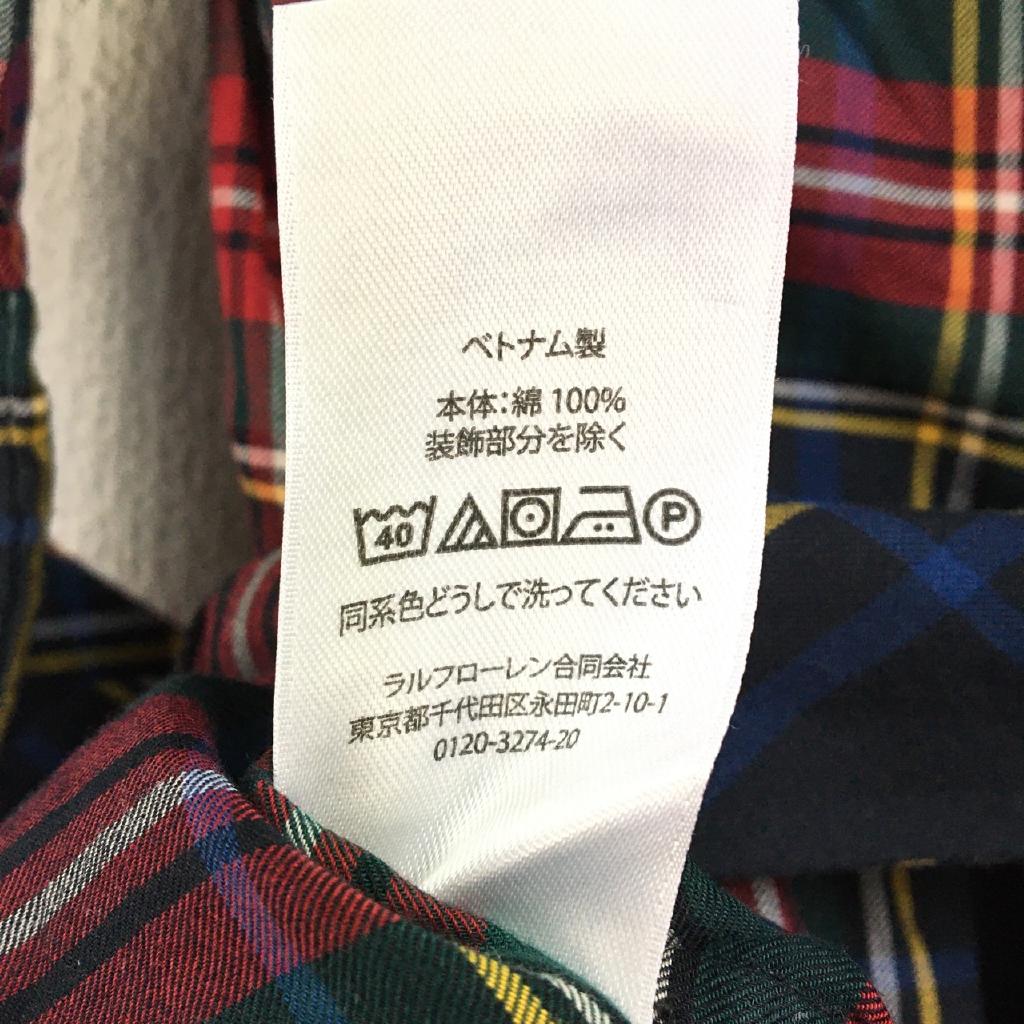 ベトナム製
本体：綿 100%
装飾部分を除く
40 P
同系色どうしで洗ってください
ラルフローレン合同会社
東京都千代田区永田町2-10-1
0120-3274-20